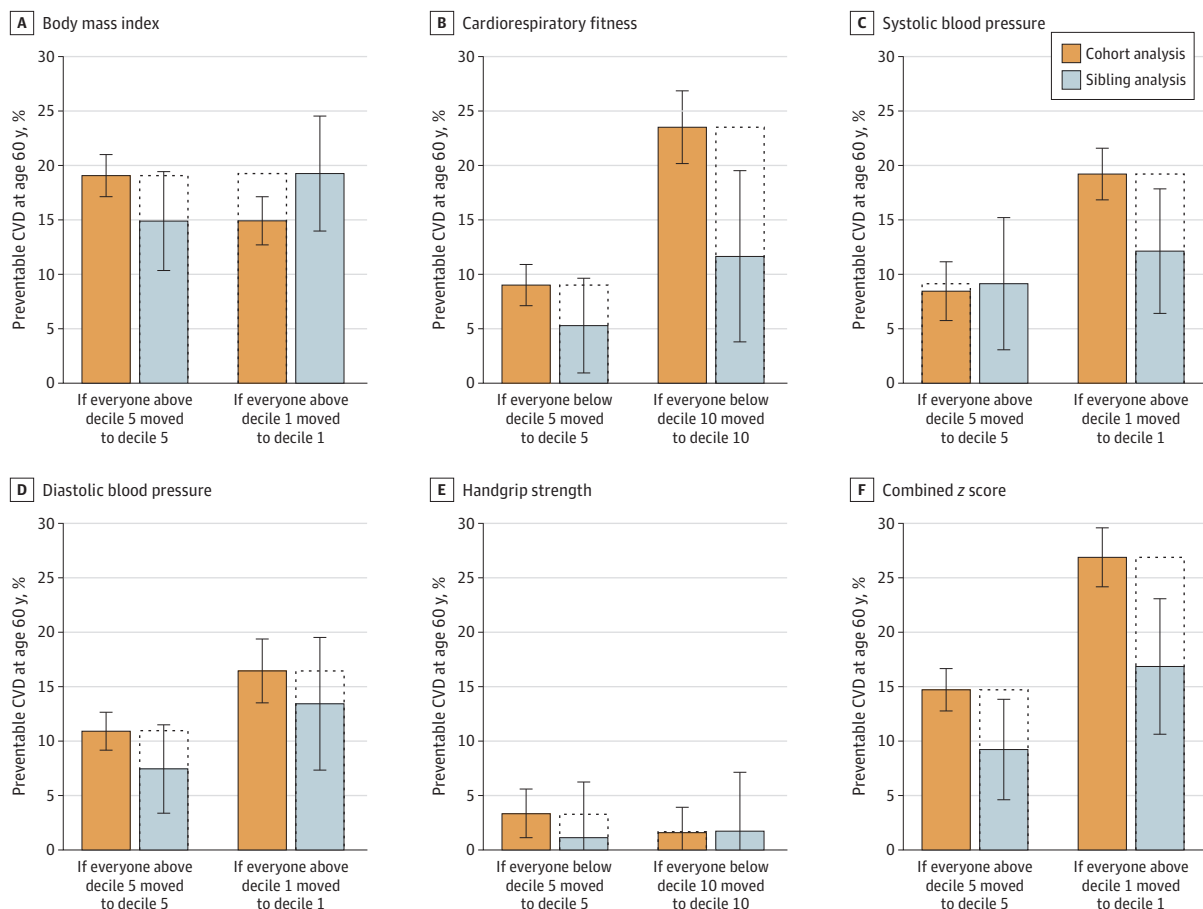 A Body mass index
30
25
20
15
10
5
0
Preventable CVD at age 60 y, %
If everyone above
decile 5 moved
to decile 5
If everyone above
decile 1 moved
to decile 1
B Cardiorespiratory fitness
30
25
20
15
10
5
0
Preventable CVD at age 60 y, %
If everyone below
decile 5 moved
to decile 5
If everyone below
decile 10 moved
to decile 10
C Systolic blood pressure
Cohort analysis
Sibling analysis
30
25
20
15
10
5
0
Preventable CVD at age 60 y, %
If everyone above
decile 5 moved
to decile 5
If everyone above
decile 1 moved
to decile 1
D Diastolic blood pressure
30
25
20
15
10
5
0
Preventable CVD at age 60 y, %
If everyone above
decile 5 moved
to decile 5
If everyone above
decile 1 moved
to decile 1
E Handgrip strength
30
25
20
15
10
5
0
Preventable CVD at age 60 y, %
If everyone below
decile 5 moved
to decile 5
If everyone below
decile 10 moved
to decile 10
F Combined z score
30
25
20
15
10
5
0
Preventable CVD at age 60 y, %
If everyone above
decile 5 moved
to decile 5
If everyone above
decile 1 moved
to decile 1